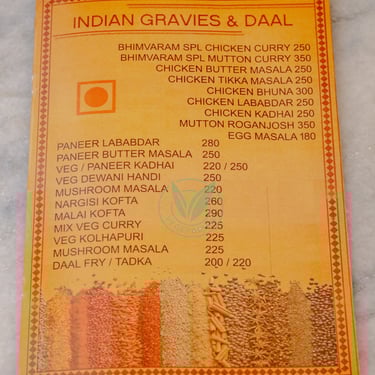 INDIAN GRAVIES & DAAL
BHIMVARAM SPL CHICKEN CURRY 250
BHIMVARAM SPL MUTTON CURRY 350
CHICKEN BUTTER MASALA 250
CHICKEN TIKKA MASALA 250
CHICKEN BHUNA 300
CHICKEN LABABDAR 250
CHICKEN KADHAI 250
MUTTON ROGANJOSH 350
EGG MASALA 180
PANEER LABABDAR 280
PANEER BUTTER MASALA 250
VEG / PANEER KADHAI 220 / 250
VEG DEWANI HANDI 250
MUSHROOM MASALA 220
NARGISI KOFTA 260
MALAI KOFTA 290
MIX VEG CURRY 225
VEG KOLHAPURI 225
MUSHROOM MASALA 225
DAAL FRY / TADKA 200 / 220